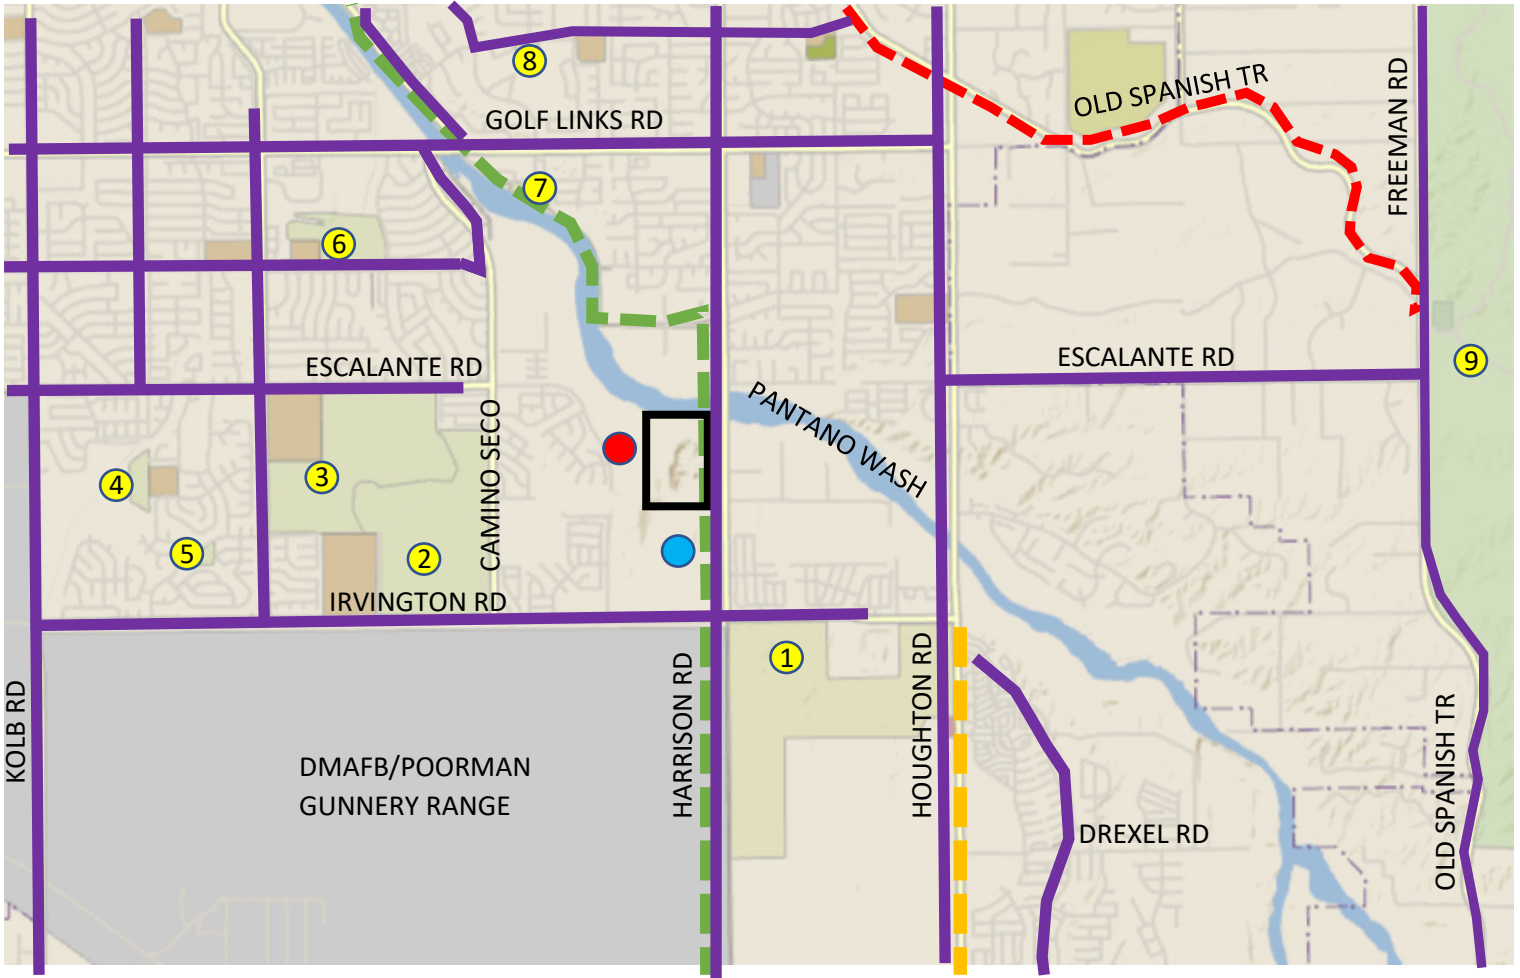 8
OLD SPANISH TR
FREEMAN RD
GOLF LINKS RD
7
6
ESCALANTE RD
ESCALANTE RD
9
PANTANO WASH
CAMINO SECO
3
4
5
2
IRVINGTON RD
1
KOLB RD
HARRISON RD
HOUGHTON RD
OLD SPANISH TR
DMAFB/POORMAN
GUNNERY RANGE
DREXEL RD